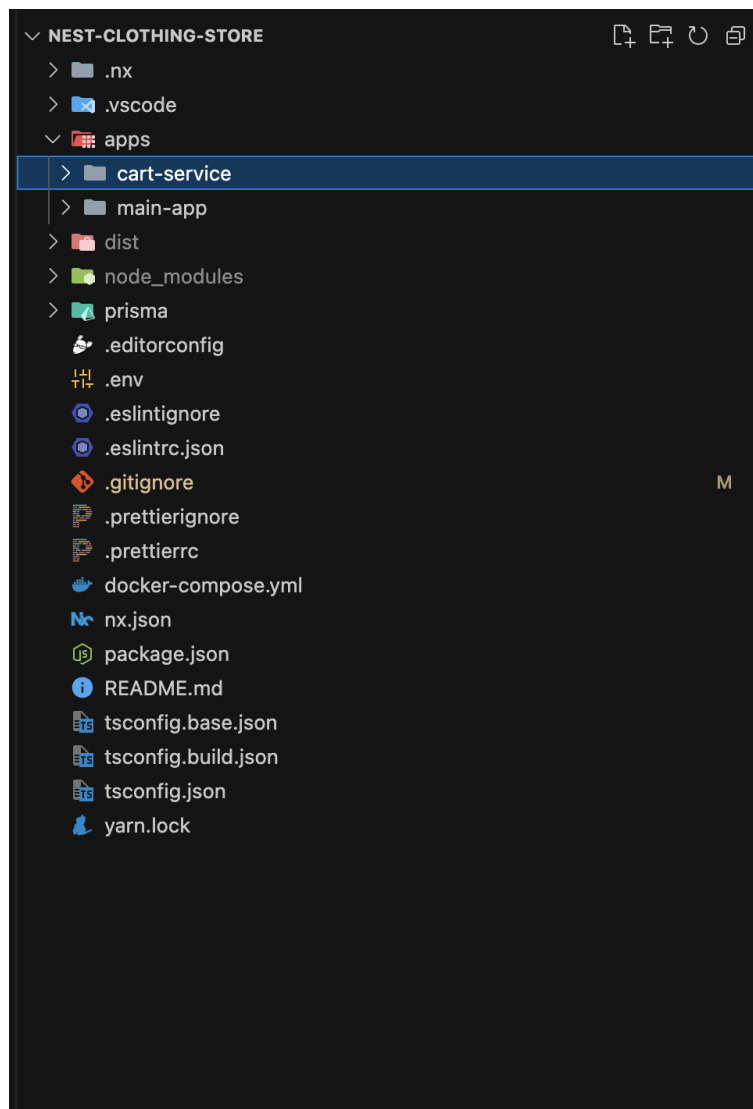 NEST-CLOTHING-STORE
.nx
.vscode
apps
cart-service
main-app
dist
node_modules
prisma
.editorconfig
.env
.eslintignore
.eslintrc.json
.gitignore M
.prettierignore
.prettierrc
docker-compose.yml
nx.json
package.json
README.md
tsconfig.base.json
tsconfig.build.json
tsconfig.json
yarn.lock